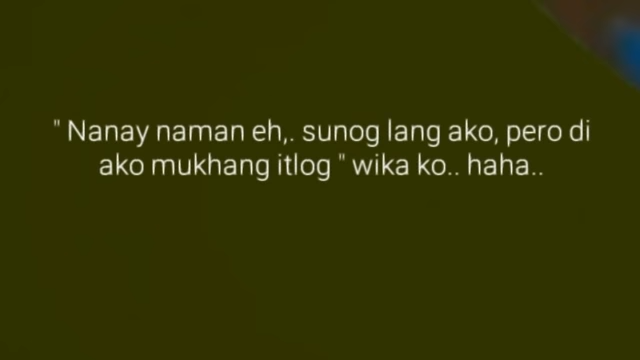 " Nanay naman eh,. sunog lang ako, pero di
ako mukhang itlog " wika ko.. haha..